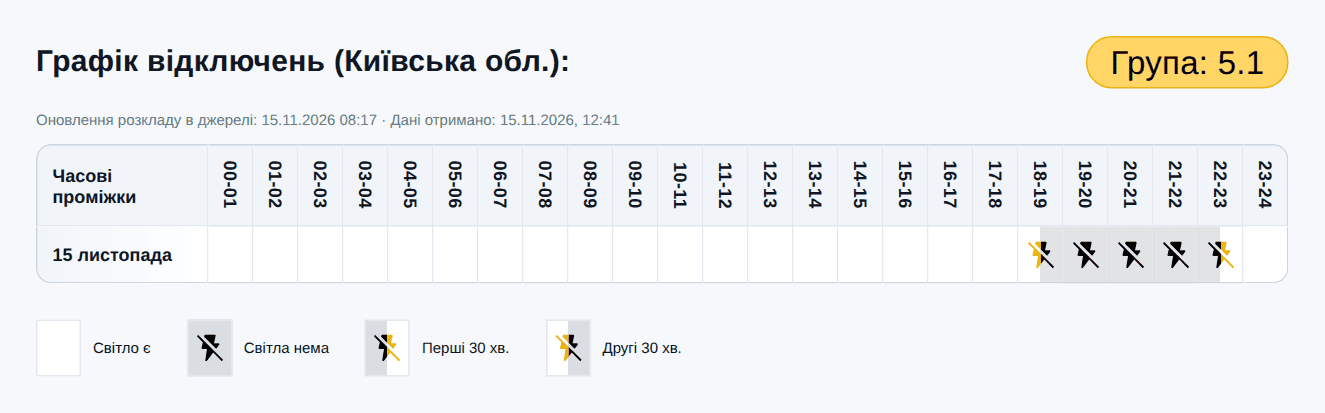 Графік відключень (Київська обл.):
Група: 5.1
Оновлення розкладу в джерелі: 15.11.2026 08:17 · Дані отримано: 15.11.2026, 12:41
Часові
проміжки
00-01
01-02
02-03
03-04
04-05
05-06
06-07
07-08
08-09
09-10
10-11
11-12
12-13
13-14
14-15
15-16
16-17
17-18
18-19
19-20
20-21
21-22
22-23
23-24
15 листопада
Світло є
Світла нема
Перші 30 хв.
Другі 30 хв.